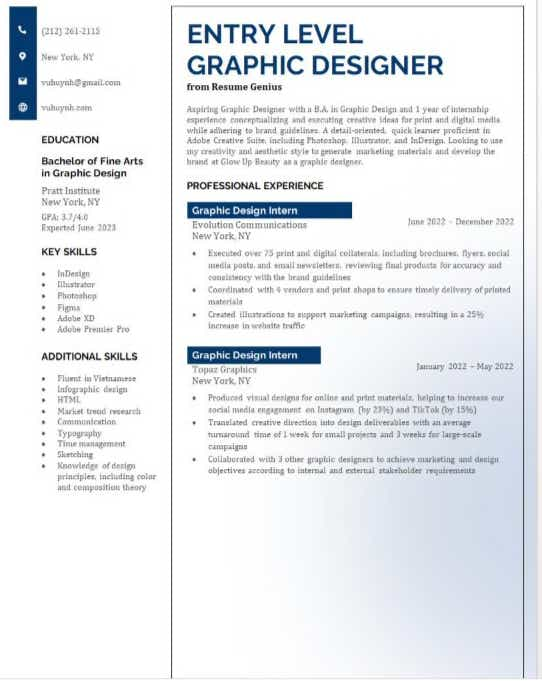 (212) 261-2115
New York, NY
vuhuynh@gmail.com
vuhuynh.com
EDUCATION
Bachelor of Fine Arts
in Graphic Design
Pratt Institute
New York, NY
GPA: 3.7/4.0
Expected June 2023
KEY SKILLS
InDesign
Illustrator
Photoshop
Figma
Adobe XD
Adobe Premier Pro
ADDITIONAL SKILLS
Fluent in Vietnamese
Infographic design
HTML
Market trend research
Communication
Typography
Time management
Sketching
Knowledge of design
principles, including color
and composition theory
ENTRY LEVEL
GRAPHIC DESIGNER
from Resume Genius
Aspiring Graphic Designer with a B.A. in Graphic Design and 1 year of internship
experience conceptualizing and executing creative ideas for print and digital media
while adhering to brand guidelines. A detail-oriented, quick learner proficient in
Adobe Creative Suite, including Photoshop, Illustrator, and InDesign. Looking to use
my creativity and aesthetic style to generate marketing materials and develop the
brand at Glow Up Beauty as a graphic designer.
PROFESSIONAL EXPERIENCE
Graphic Design Intern
Evolution Communications
New York, NY
June 2022 – December 2022
Executed over 75 print and digital collaterals, including brochures, flyers, social
media posts, and email newsletters, reviewing final products for accuracy and
consistency with the brand guidelines
Coordinated with 4 vendors and print shops to ensure timely delivery of printed
materials
Created illustrations to support marketing campaigns, resulting in a 25%
increase in website traffic
Graphic Design Intern
Topaz Graphics
New York, NY
January 2022 – May 2022
Produced visual designs for online and print materials, helping to increase our
social media engagement on Instagram (by 23%) and TikTok (by 15%)
Translated creative direction into design deliverables with an average
turnaround time of 1 week for small projects and 3 weeks for large-scale
campaigns
Collaborated with 3 other graphic designers to achieve marketing and design
objectives according to internal and external stakeholder requirements